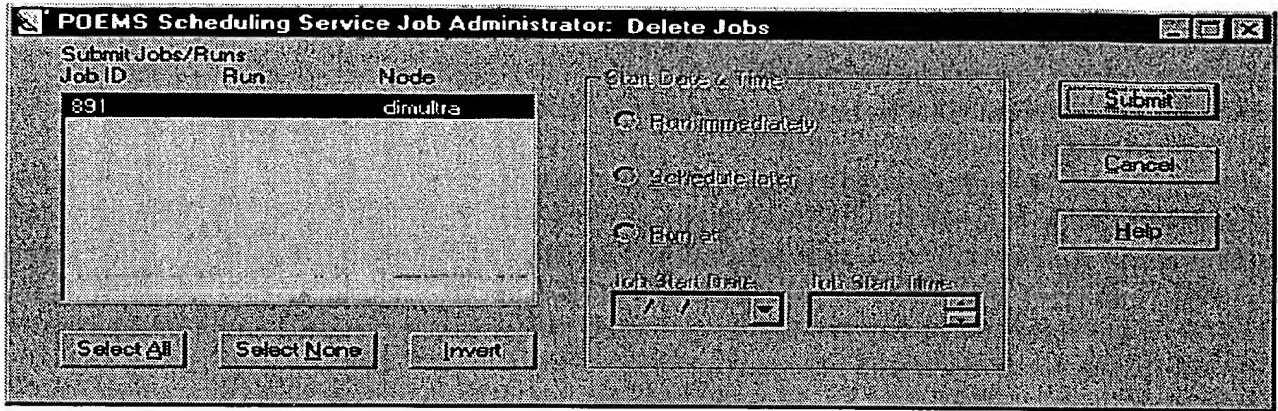 POEMS Scheduling Service Job Administrator: Delete Jobs
Submit Jobs/Runs
Job ID Run Node
891 dimultra
Select All Select None Invert
Start Date & Time
Run immediately
Schedule later
Run at
Job Start Date Job Start Time
/ /
Submit
Cancel
Help